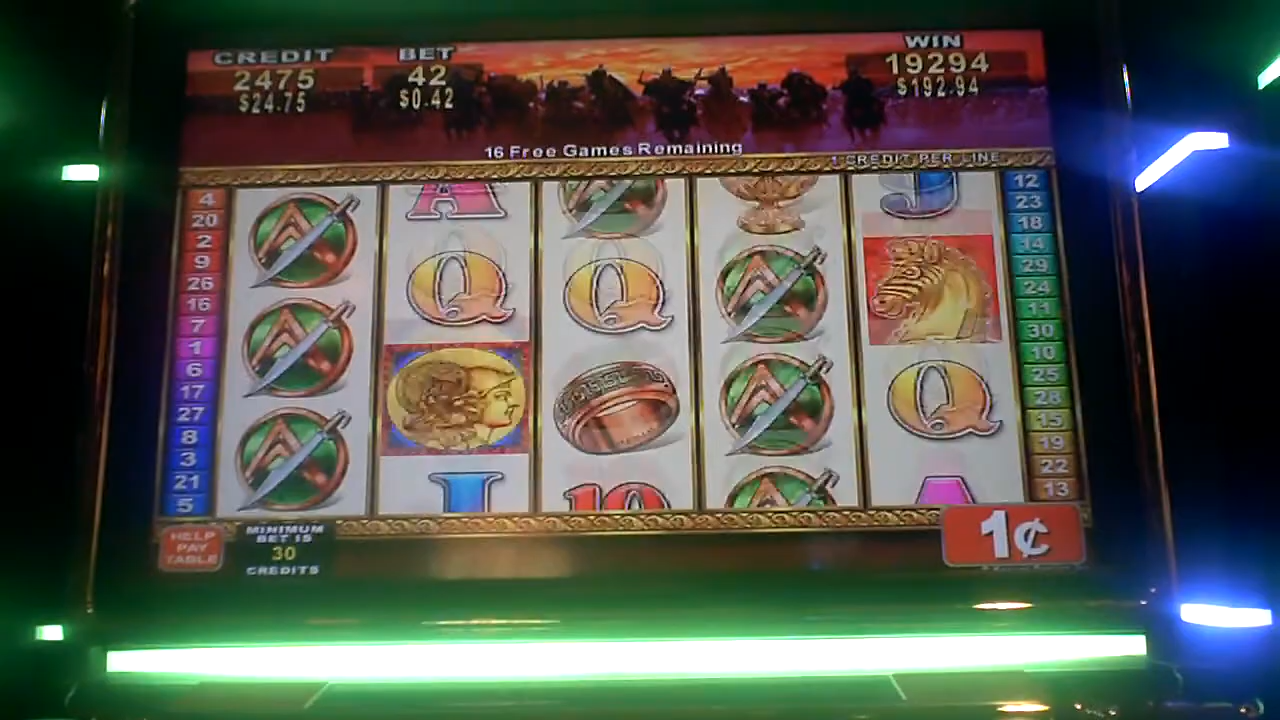 CREDIT BET WIN
2475 42 19294
$24.75 $0.42 $192.94
16 Free Games Remaining
1 CREDIT PER LINE
4
20
2
9
26
16
7
1
6
17
27
8
3
21
5
A
Q
J
Q
10
J
Q
A
12
23
18
14
29
24
11
30
10
25
28
15
19
22
13
HELP
PAY
TABLE
MINIMUM
BET IS
30
CREDITS
1¢